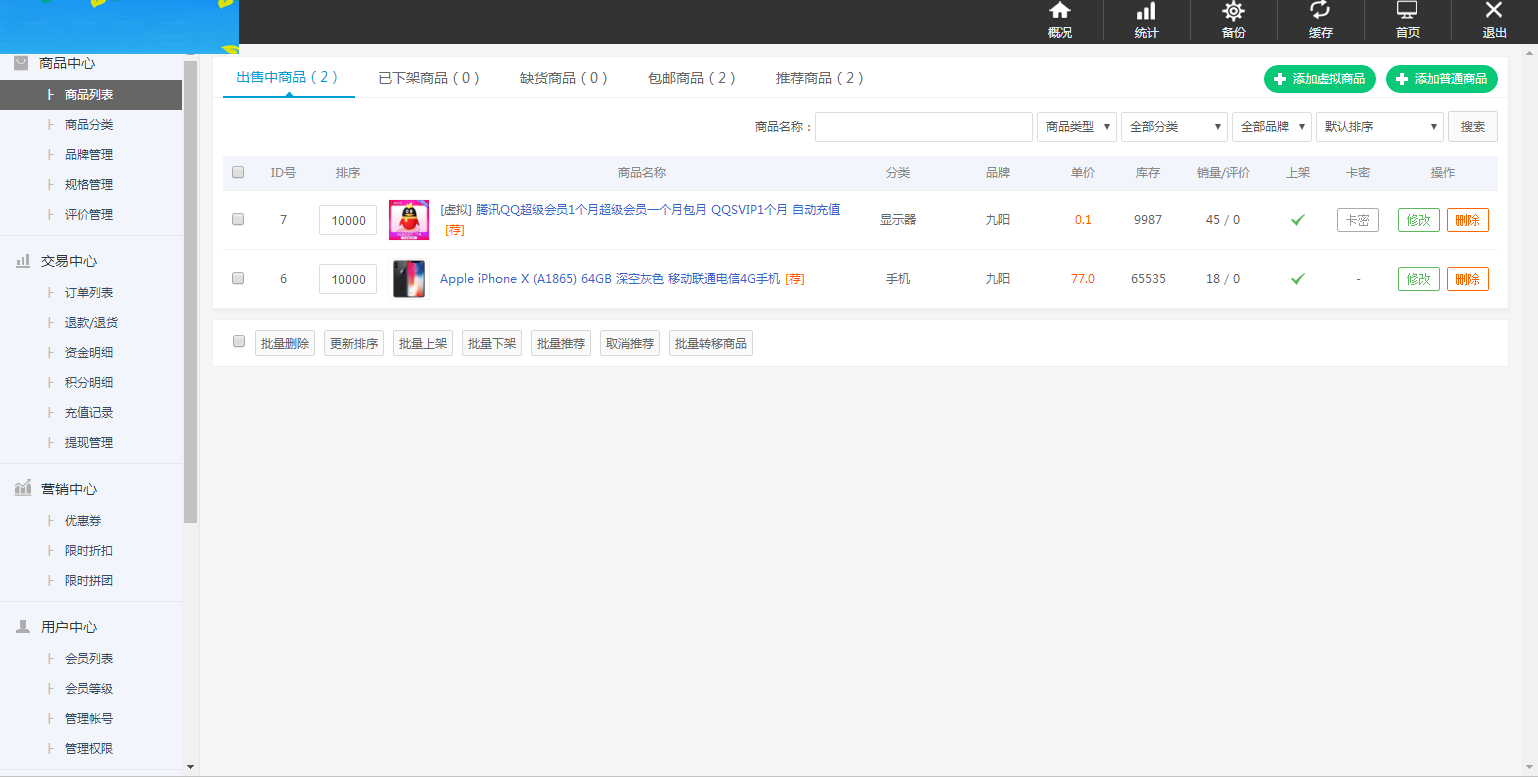 概况 统计 备份 缓存 首页 退出
商品中心
├ 商品列表
├ 商品分类
├ 品牌管理
├ 规格管理
├ 评价管理
交易中心
├ 订单列表
├ 退款/退货
├ 资金明细
├ 积分明细
├ 充值记录
├ 提现管理
营销中心
├ 优惠券
├ 限时折扣
├ 限时拼团
用户中心
├ 会员列表
├ 会员等级
├ 管理帐号
├ 管理权限
出售中商品（2） 已下架商品（0） 缺货商品（0） 包邮商品（2） 推荐商品（2） 添加虚拟商品 添加普通商品
商品名称： 商品类型 全部分类 全部品牌 默认排序 搜索
ID号 排序 商品名称 分类 品牌 单价 库存 销量/评价 上架 卡密 操作
7 10000 [虚拟] 腾讯QQ超级会员1个月超级会员一个月包月 QQSVIP1个月 自动充值 显示器 九阳 0.1 9987 45 / 0 卡密 修改 删除
[荐]
6 10000 Apple iPhone X (A1865) 64GB 深空灰色 移动联通电信4G手机 [荐] 手机 九阳 77.0 65535 18 / 0 - 修改 删除
批量删除 更新排序 批量上架 批量下架 批量推荐 取消推荐 批量转移商品